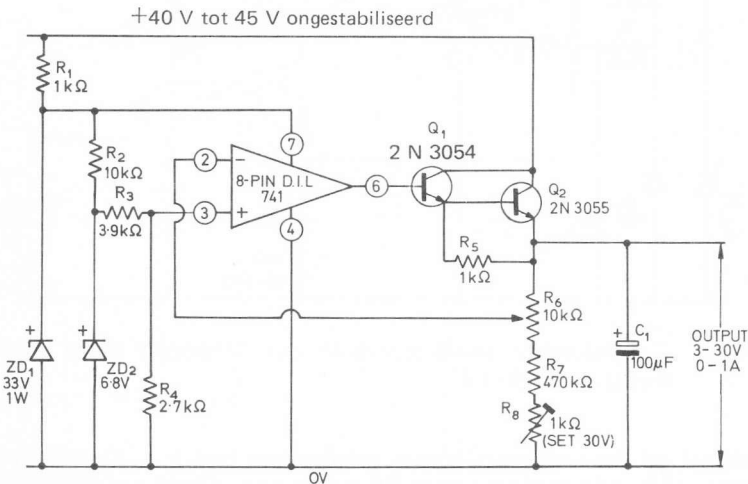 +40 V tot 45 V ongestabiliseerd
R1
1kΩ
R2
10kΩ
R3
3.9kΩ
2
3
7
4
6
−
+
8-PIN D.I.L
741
Q1
2 N 3054
Q2
2N 3055
R5
1kΩ
R6
10kΩ
R7
470kΩ
R8
1kΩ
(SET 30V)
+
C1
100µF
OUTPUT
3-30V
0-1A
+
ZD1
33V
1W
+
ZD2
6·8V
R4
2·7kΩ
0V